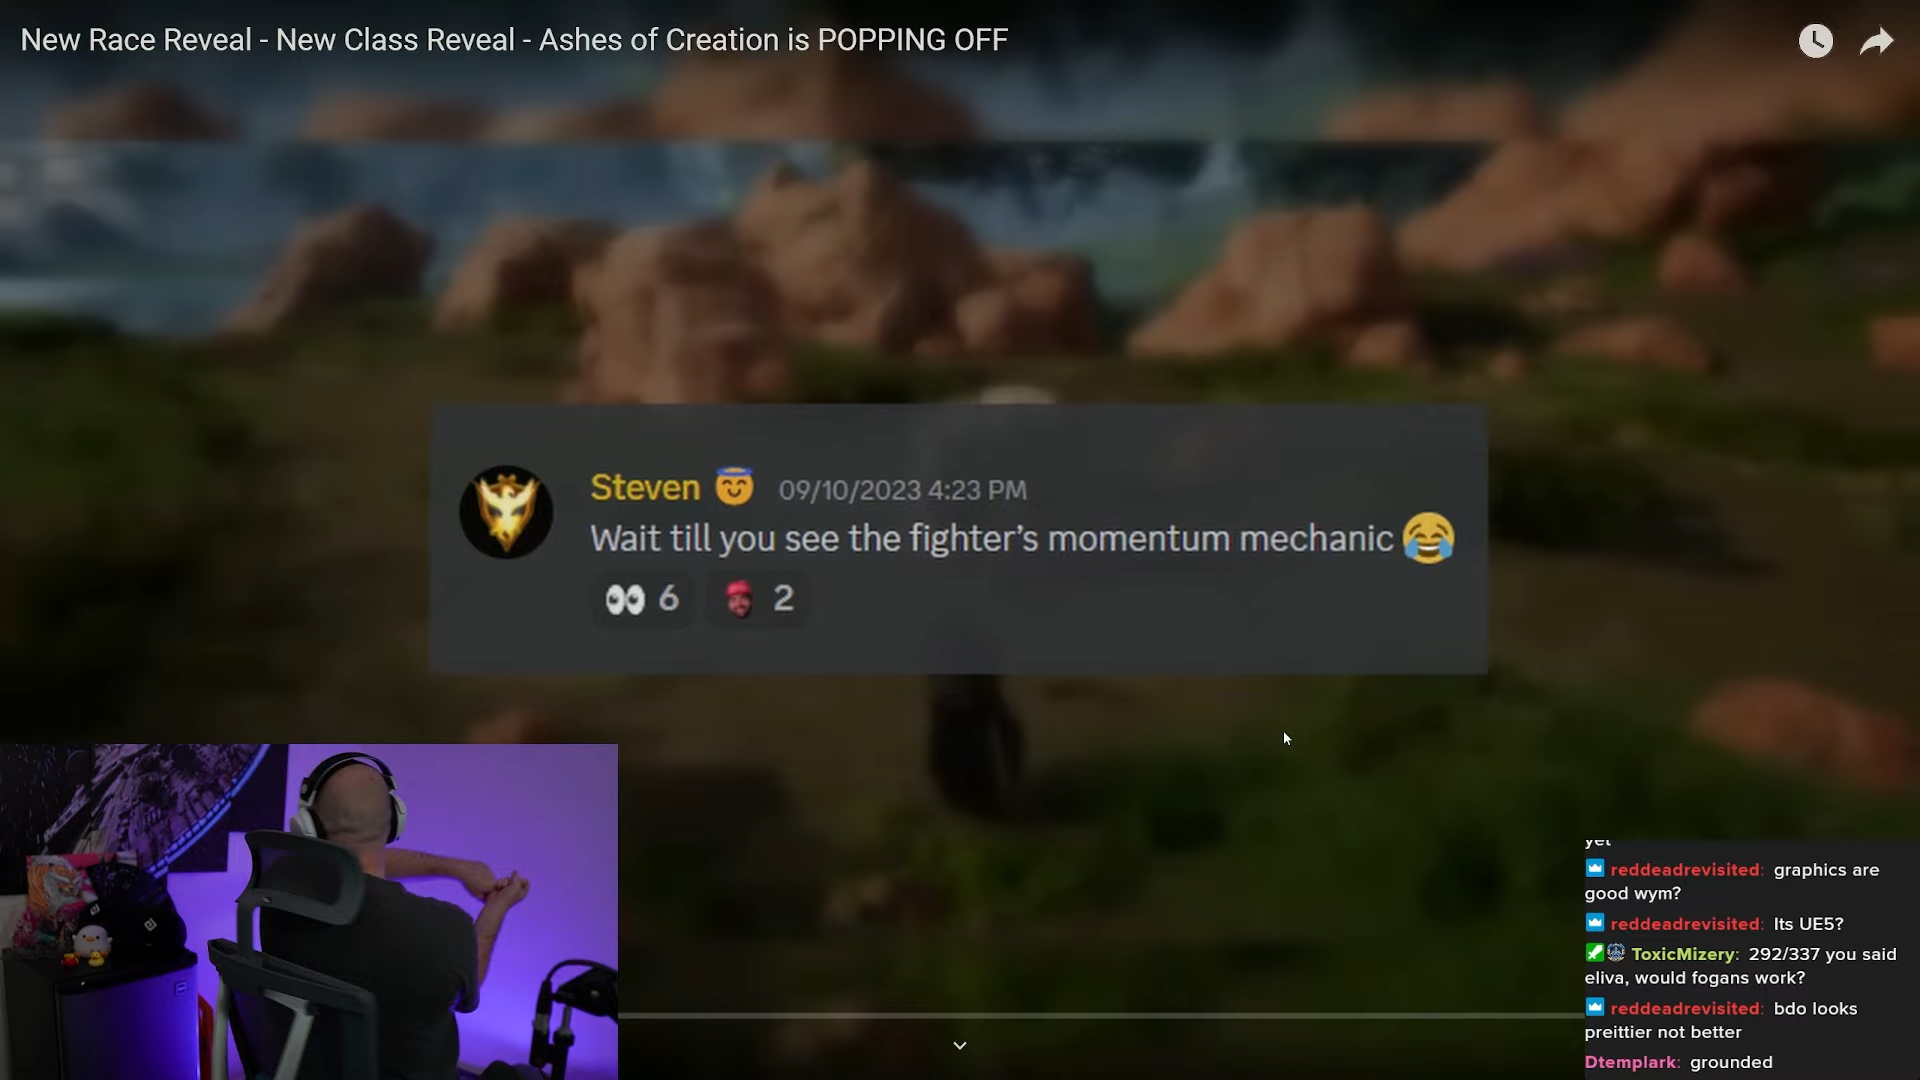 New Race Reveal - New Class Reveal - Ashes of Creation is POPPING OFF
Steven 😇 09/10/2023 4:23 PM
Wait till you see the fighter’s momentum mechanic 😂
👀 6 2
yet
reddeadrevisited: graphics are
good wym?
reddeadrevisited: Its UE5?
ToxicMizery: 292/337 you said
eliva, would fogans work?
reddeadrevisited: bdo looks
preittier not better
Dtemplark: grounded